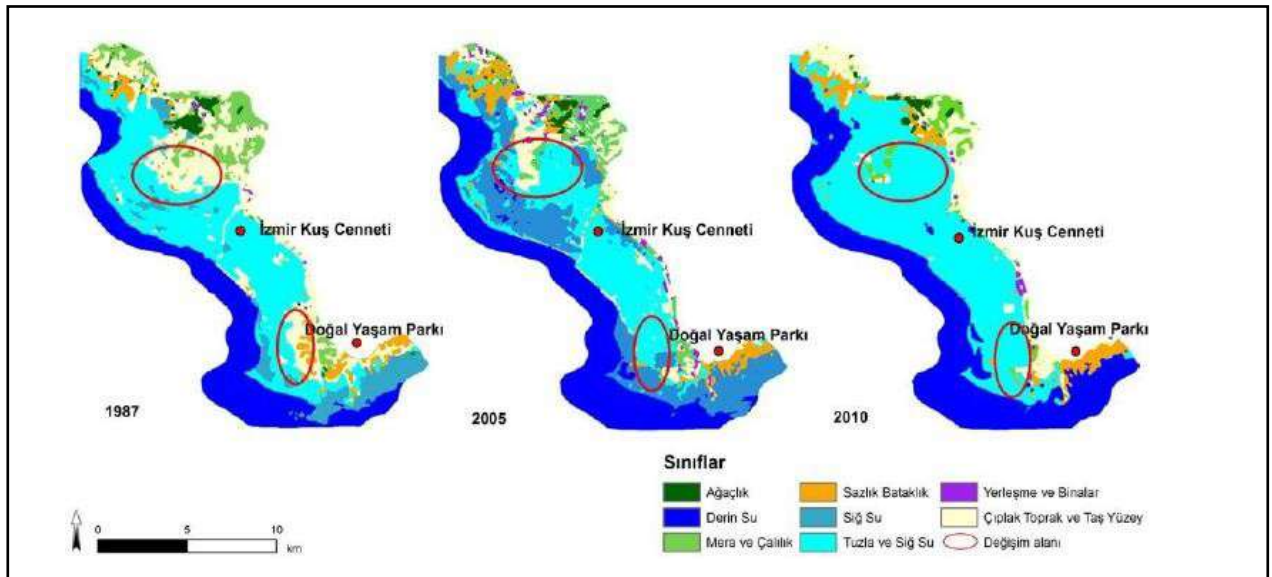 İzmir Kuş Cenneti
Doğal Yaşam Parkı
1987
İzmir Kuş Cenneti
Doğal Yaşam Parkı
2005
İzmir Kuş Cenneti
Doğal Yaşam Parkı
2010
Sınıflar
Ağaçlık
Derin Su
Mera ve Çalılık
Sazlık Bataklık
Sığ Su
Tuzla ve Sığ Su
Yerleşme ve Binalar
Çıplak Toprak ve Taş Yüzey
Değişim alanı
0 5 10
km